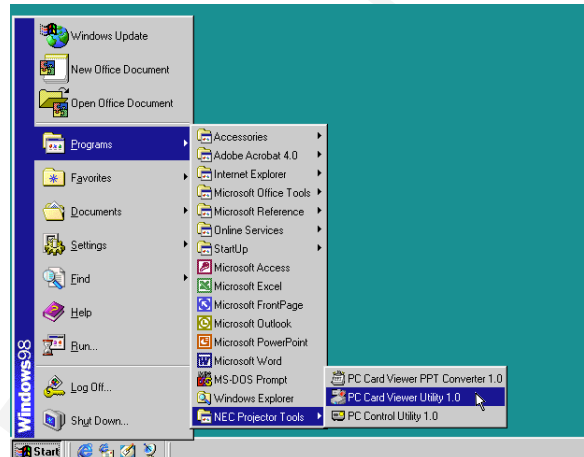 Windows Update
New Office Document
Open Office Document
Programs
Favorites
Documents
Settings
Find
Help
Run...
Log Off...
Shut Down...
Windows98
Accessories
Adobe Acrobat 4.0
Internet Explorer
Microsoft Office Tools
Microsoft Reference
Online Services
StartUp
Microsoft Access
Microsoft Excel
Microsoft FrontPage
Microsoft Outlook
Microsoft PowerPoint
Microsoft Word
MS-DOS Prompt
Windows Explorer
NEC Projector Tools
PC Card Viewer PPT Converter 1.0
PC Card Viewer Utility 1.0
PC Control Utility 1.0
Start